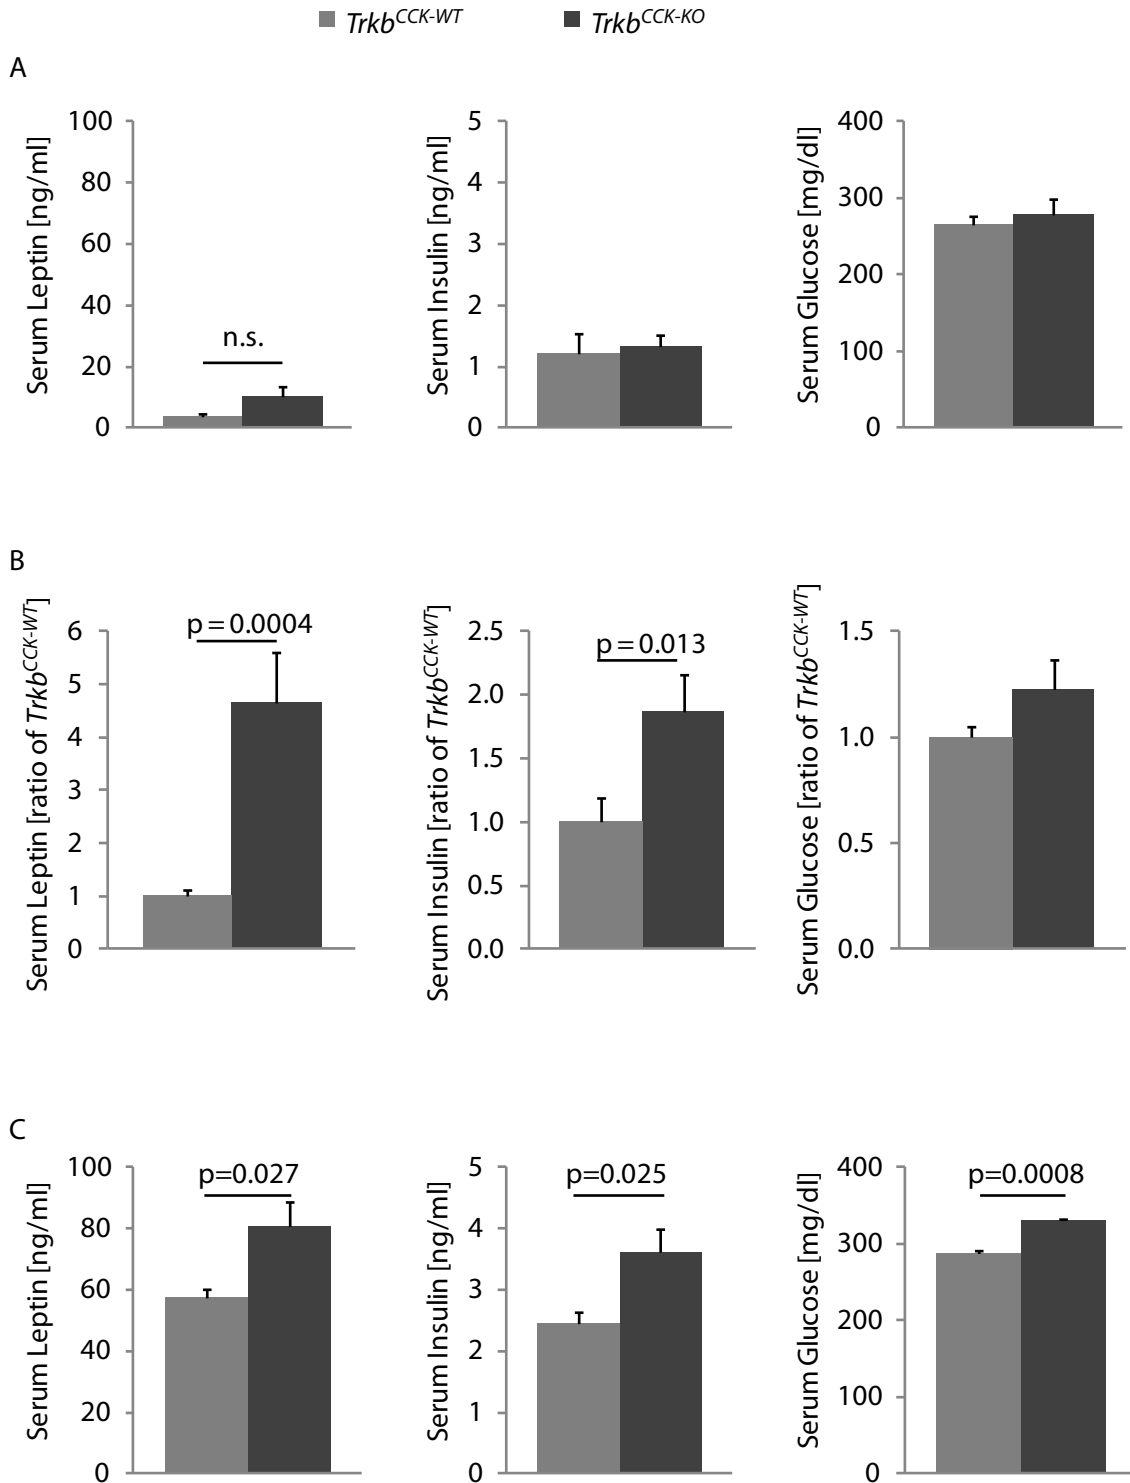 Trkb^CCK-WT Trkb^CCK-KO
A
Serum Leptin [ng/ml]
100
80
60
40
20
0
n.s.
Serum Insulin [ng/ml]
5
4
3
2
1
0
Serum Glucose [mg/dl]
400
300
200
100
0
B
Serum Leptin [ratio of Trkb^CCK-WT]
6
5
4
3
2
1
0
p = 0.0004
Serum Insulin [ratio of Trkb^CCK-WT]
2.5
2.0
1.5
1.0
0.5
0.0
p = 0.013
Serum Glucose [ratio of Trkb^CCK-WT]
1.5
1.0
0.5
0.0
C
Serum Leptin [ng/ml]
100
80
60
40
20
0
p=0.027
Serum Insulin [ng/ml]
5
4
3
2
1
0
p=0.025
Serum Glucose [mg/dl]
400
300
200
100
0
p=0.0008